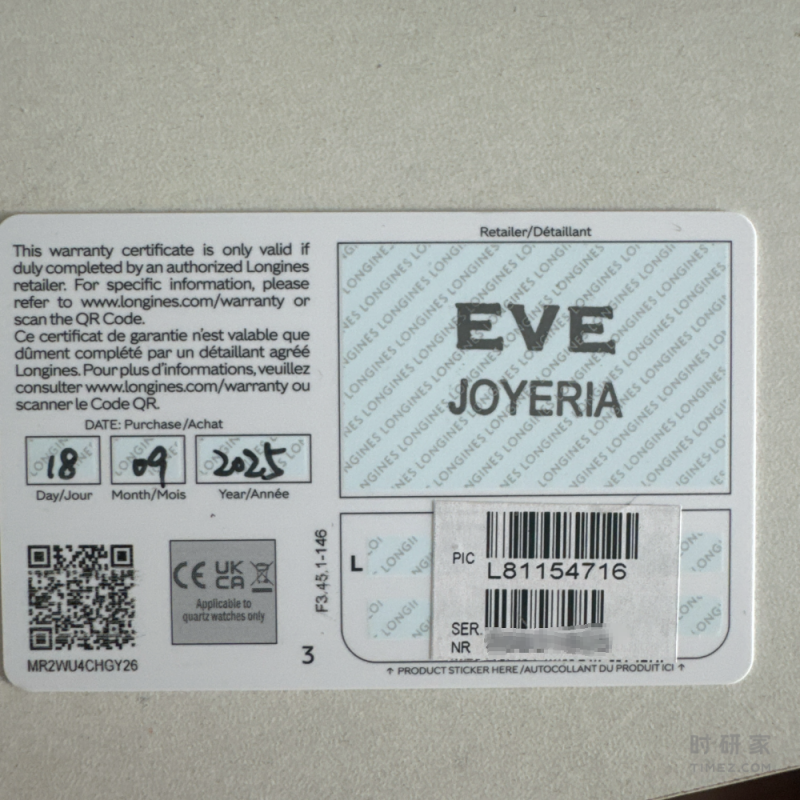 This warranty certificate is only valid if
duly completed by an authorized Longines
retailer. For specific information, please
refer to www.longines.com/warranty or
scan the QR Code.
Ce certificat de garantie n'est valable que
dûment complété par un détaillant agréé
Longines. Pour plus d'informations, veuillez
consulter www.longines.com/warranty ou
scanner le Code QR.
DATE: Purchase/Achat
18 09 2025
Day/Jour Month/Mois Year/Année
MR2WU4CHGY26
CE UK CA
Applicable to
quartz watches only
F3.45.1-146
3
Retailer/Détaillant
EVE
JOYERIA
L
PIC
L81154716
SER.
NR
↑ PRODUCT STICKER HERE / AUTOCOLLANT DU PRODUIT ICI ↑
时研家
TIMEZ.COM